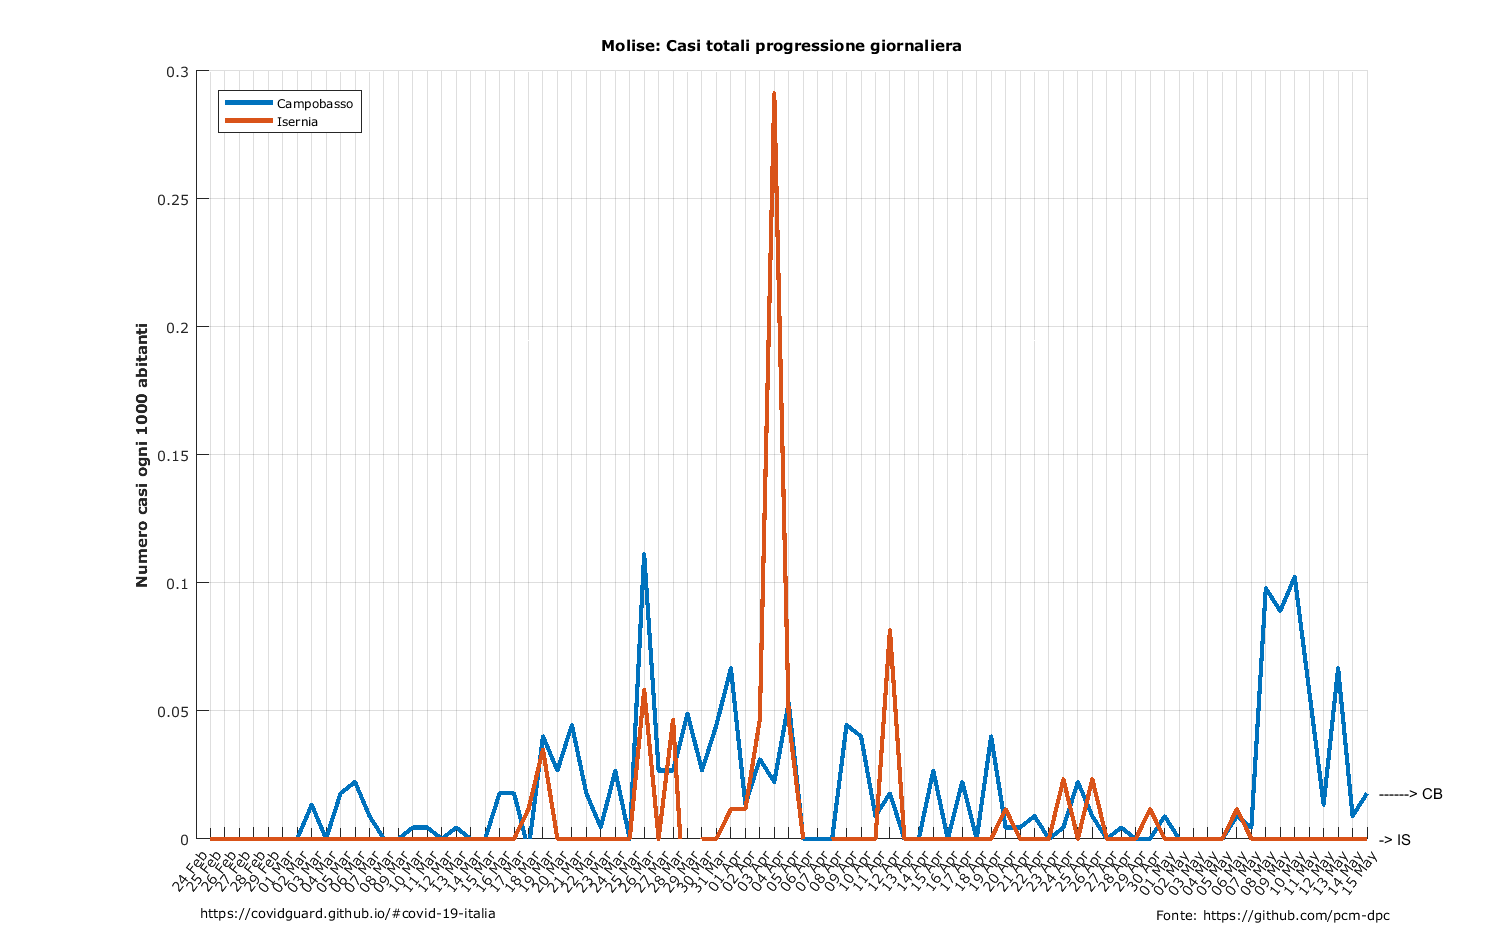 Molise: Casi totali progressione giornaliera
Campobasso
Isernia
Numero casi ogni 1000 abitanti
0.3
0.25
0.2
0.15
0.1
0.05
0
------> CB
-> IS
24 Feb
25 Feb
26 Feb
27 Feb
28 Feb
29 Feb
01 Mar
02 Mar
03 Mar
04 Mar
05 Mar
06 Mar
07 Mar
08 Mar
09 Mar
10 Mar
11 Mar
12 Mar
13 Mar
14 Mar
15 Mar
16 Mar
17 Mar
18 Mar
19 Mar
20 Mar
21 Mar
22 Mar
23 Mar
24 Mar
25 Mar
26 Mar
27 Mar
28 Mar
29 Mar
30 Mar
31 Mar
01 Apr
02 Apr
03 Apr
04 Apr
05 Apr
06 Apr
07 Apr
08 Apr
09 Apr
10 Apr
11 Apr
12 Apr
13 Apr
14 Apr
15 Apr
16 Apr
17 Apr
18 Apr
19 Apr
20 Apr
21 Apr
22 Apr
23 Apr
24 Apr
25 Apr
26 Apr
27 Apr
28 Apr
29 Apr
30 Apr
01 May
02 May
03 May
04 May
05 May
06 May
07 May
08 May
09 May
10 May
11 May
12 May
13 May
14 May
15 May
https://covidguard.github.io/#covid-19-italia
Fonte: https://github.com/pcm-dpc